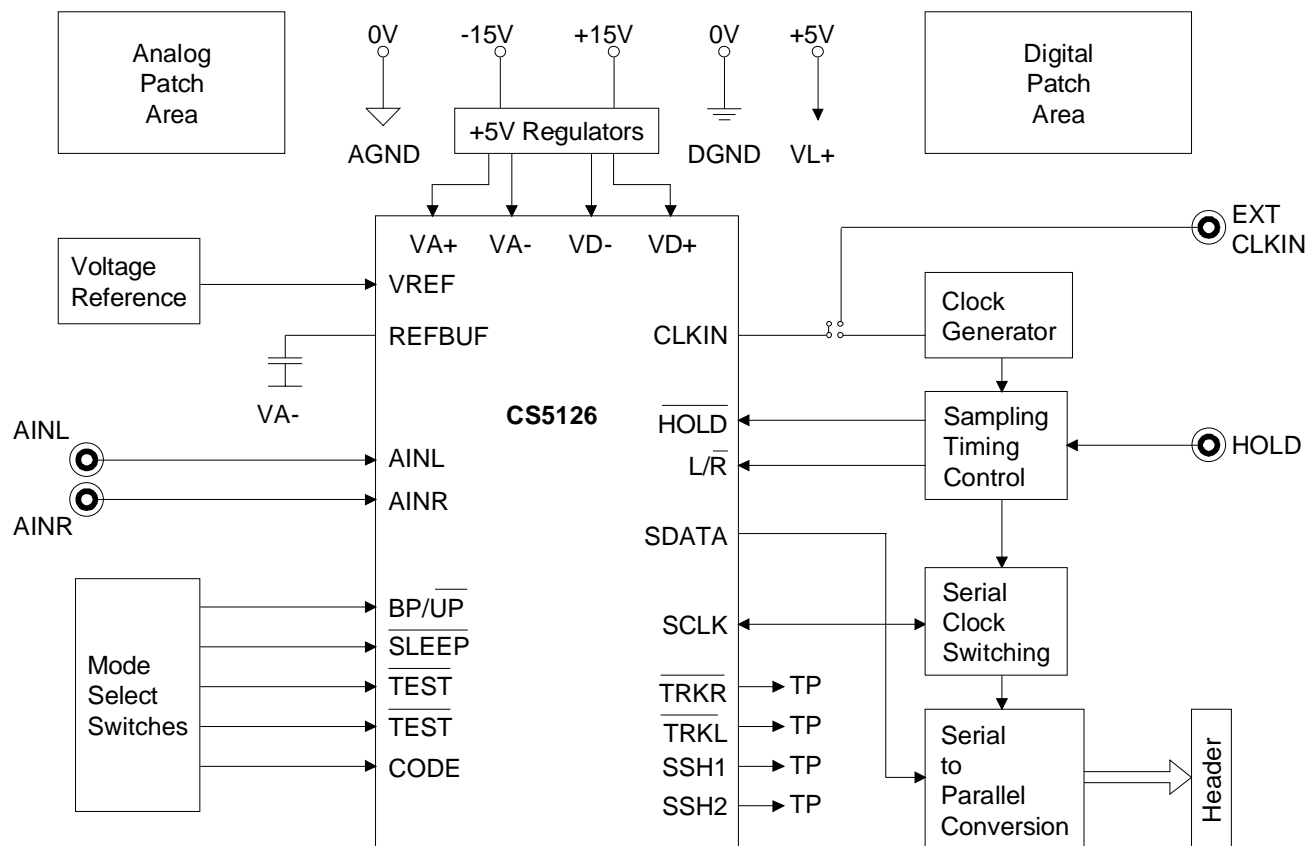 Analog
Patch
Area
0V
-15V
+15V
0V
+5V
Digital
Patch
Area
+5V Regulators
AGND
DGND
VL+
VA+
VA-
VD-
VD+
EXT
CLKIN
Voltage
Reference
VREF
REFBUF
VA-
CLKIN
Clock
Generator
CS5126
AINL
AINL
AINR
AINR
HOLD
L/R
Sampling
Timing
Control
HOLD
SDATA
SCLK
Serial
Clock
Switching
Mode
Select
Switches
BP/UP
SLEEP
TEST
TEST
CODE
TRKR
TP
TRKL
TP
SSH1
TP
SSH2
TP
Serial
to
Parallel
Conversion
Header